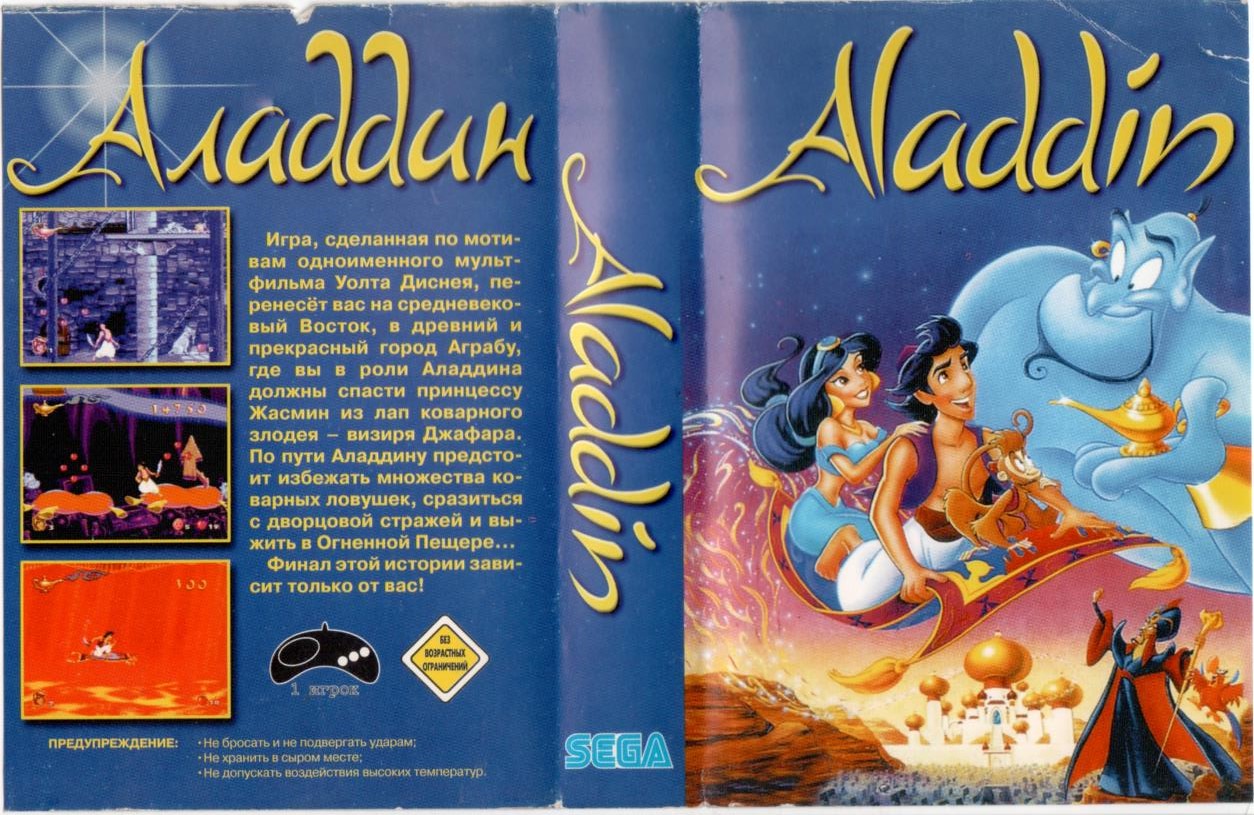 Аладдин
Игра, сделанная по моти-
вам одноименного мульт-
фильма Уолта Диснея, пе-
ренесёт вас на средневеко-
вый Восток, в древний и
прекрасный город Аграбу,
где вы в роли Аладдина
должны спасти принцессу
Жасмин из лап коварного
злодея – визиря Джафара.
По пути Аладдину предсто-
ит избежать множества ко-
варных ловушек, сразиться
с дворцовой стражей и вы-
жить в Огненной Пещере...
Финал этой истории зави-
сит только от вас!
14750
300
1 игрок
БЕЗ
ВОЗРАСТНЫХ
ОГРАНИЧЕНИЙ
ПРЕДУПРЕЖДЕНИЕ:
• Не бросать и не подвергать ударам;
• Не хранить в сыром месте;
• Не допускать воздействия высоких температур.
Aladdin
SEGA
Aladdin